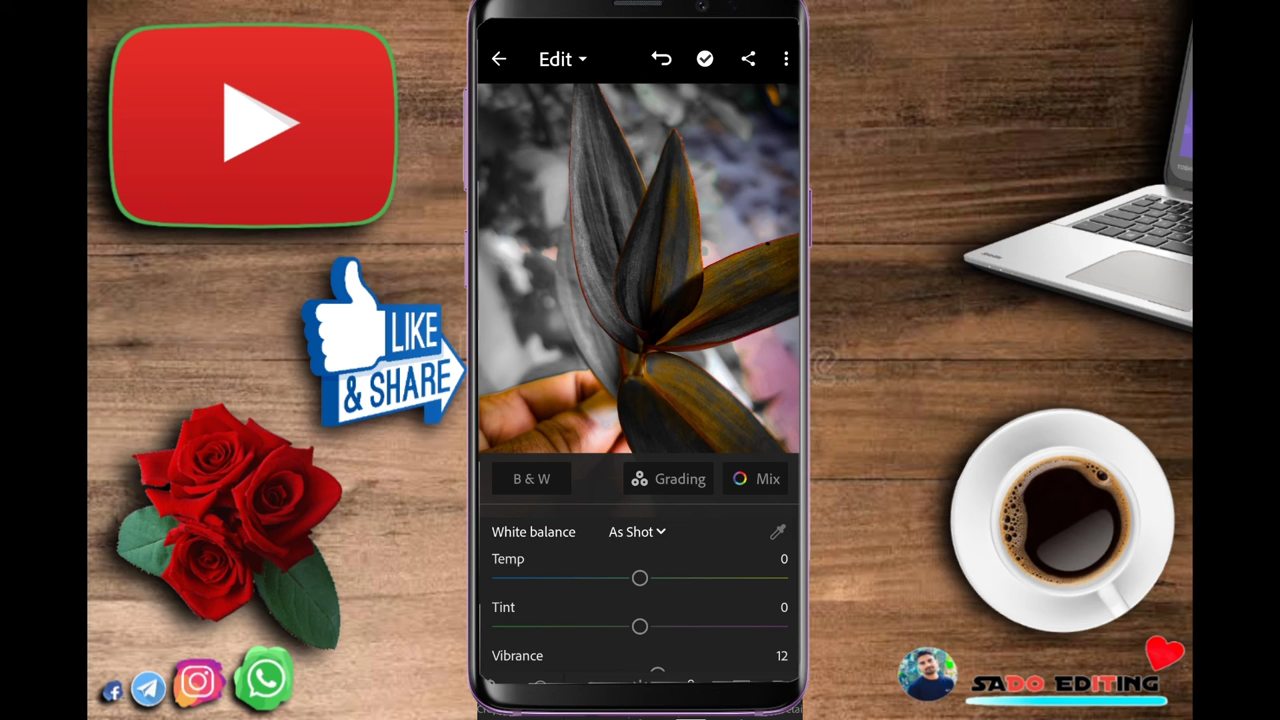 Edit
LIKE
& SHARE
B & W
Grading
Mix
White balance
As Shot
Temp
0
Tint
0
Vibrance
12
SADO EDITING